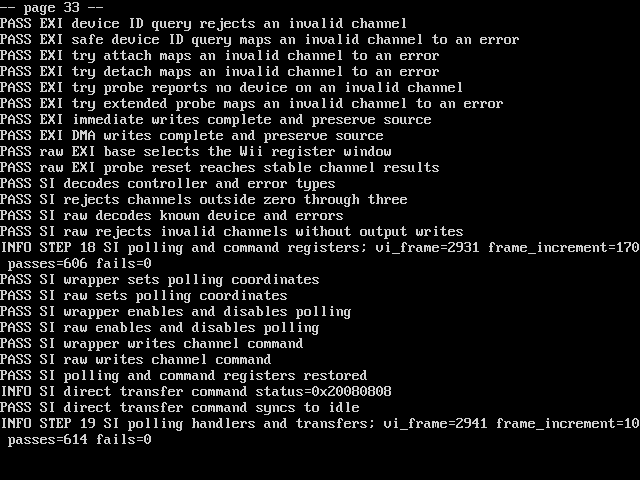 -- page 33 --
PASS EXI device ID query rejects an invalid channel
PASS EXI safe device ID query maps an invalid channel to an error
PASS EXI try attach maps an invalid channel to an error
PASS EXI try detach maps an invalid channel to an error
PASS EXI try probe reports no device on an invalid channel
PASS EXI try extended probe maps an invalid channel to an error
PASS EXI immediate writes complete and preserve source
PASS EXI DMA writes complete and preserve source
PASS raw EXI base selects the Wii register window
PASS raw EXI probe reset reaches stable channel results
PASS SI decodes controller and error types
PASS SI rejects channels outside zero through three
PASS SI raw decodes known device and errors
PASS SI raw rejects invalid channels without output writes
INFO STEP 18 SI polling and command registers; vi_frame=2931 frame_increment=170
 passes=606 fails=0
PASS SI wrapper sets polling coordinates
PASS SI raw sets polling coordinates
PASS SI wrapper enables and disables polling
PASS SI raw enables and disables polling
PASS SI wrapper writes channel command
PASS SI raw writes channel command
PASS SI polling and command registers restored
INFO SI direct transfer command status=0x20080808
PASS SI direct transfer command syncs to idle
INFO STEP 19 SI polling handlers and transfers; vi_frame=2941 frame_increment=10
 passes=614 fails=0